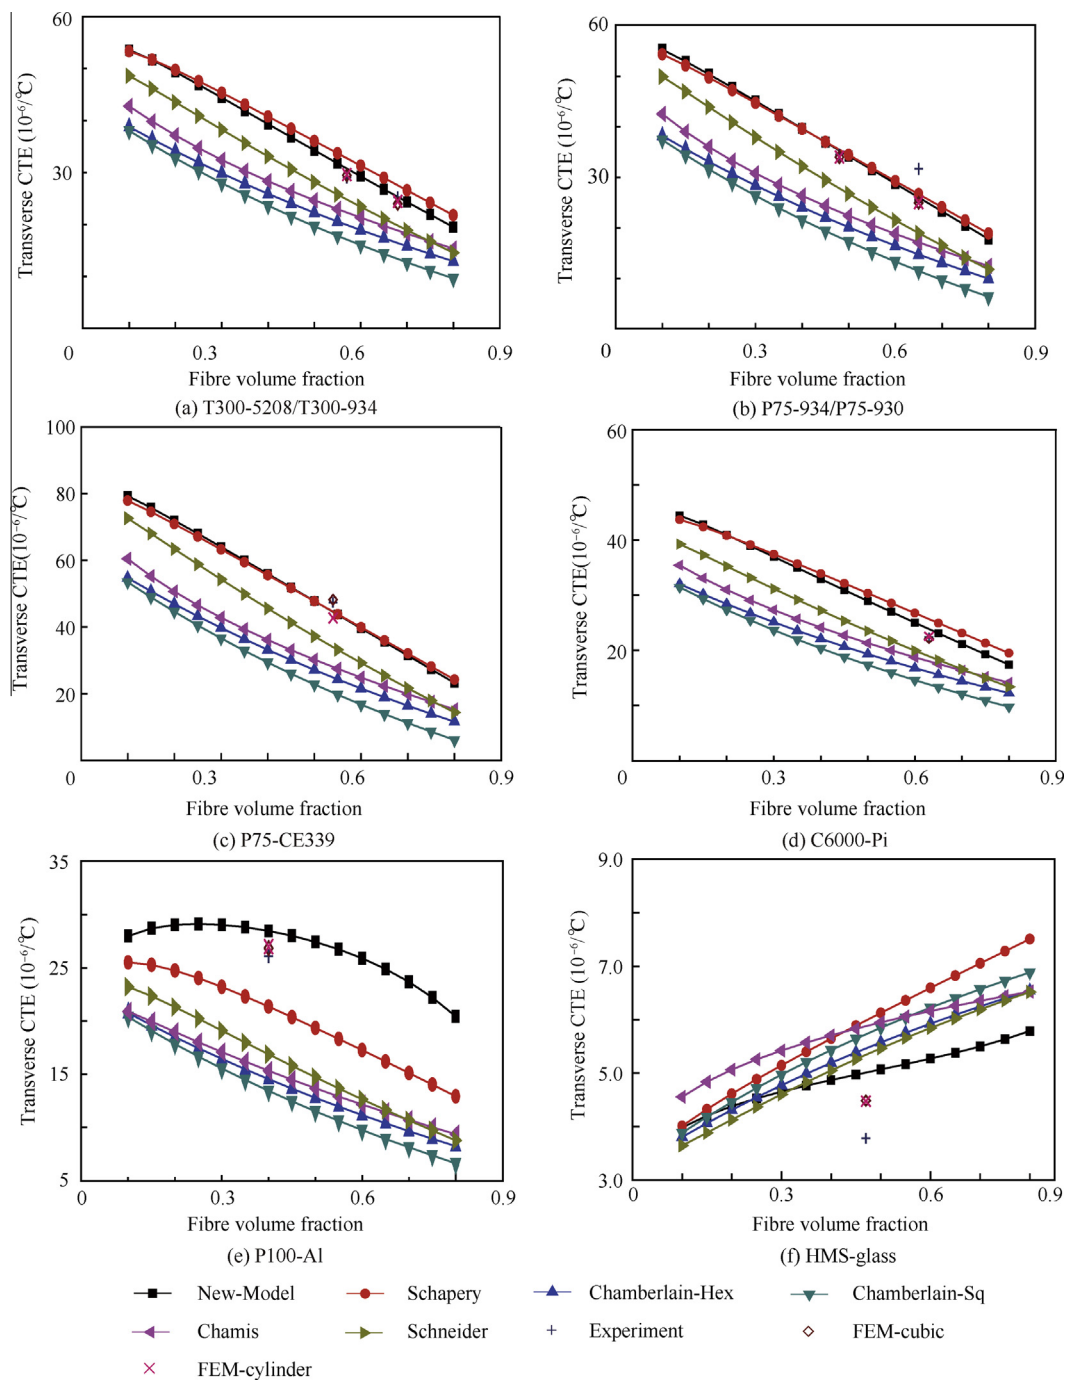 60
30
Transverse CTE (10⁻⁶/℃)
0
0.3
0.6
0.9
Fibre volume fraction
(a) T300-5208/T300-934
60
30
Transverse CTE (10⁻⁶/℃)
0
0.3
0.6
0.9
Fibre volume fraction
(b) P75-934/P75-930
100
80
60
40
20
Transverse CTE(10⁻⁶/℃)
0
0.3
0.6
0.9
Fibre volume fraction
(c) P75-CE339
60
40
20
Transverse CTE(10⁻⁶/℃)
0
0.3
0.6
0.9
Fibre volume fraction
(d) C6000-Pi
35
25
15
5
Transverse CTE (10⁻⁶/℃)
0
0.3
0.6
0.9
Fibre volume fraction
(e) P100-Al
9.0
7.0
5.0
3.0
Transverse CTE (10⁻⁶/℃)
0
0.3
0.6
0.9
Fibre volume fraction
(f) HMS-glass
New-Model Schapery Chamberlain-Hex Chamberlain-Sq
Chamis Schneider Experiment FEM-cubic
FEM-cylinder